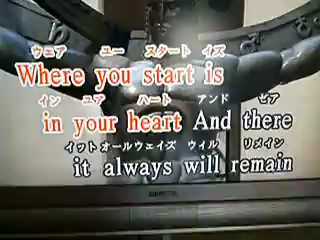 ウェア ユー スタート イズ
Where you start is
イン ユア ハート アンド ゼア
in your heart And there
イットオールウェイズ ウィル リメイン
it always will remain